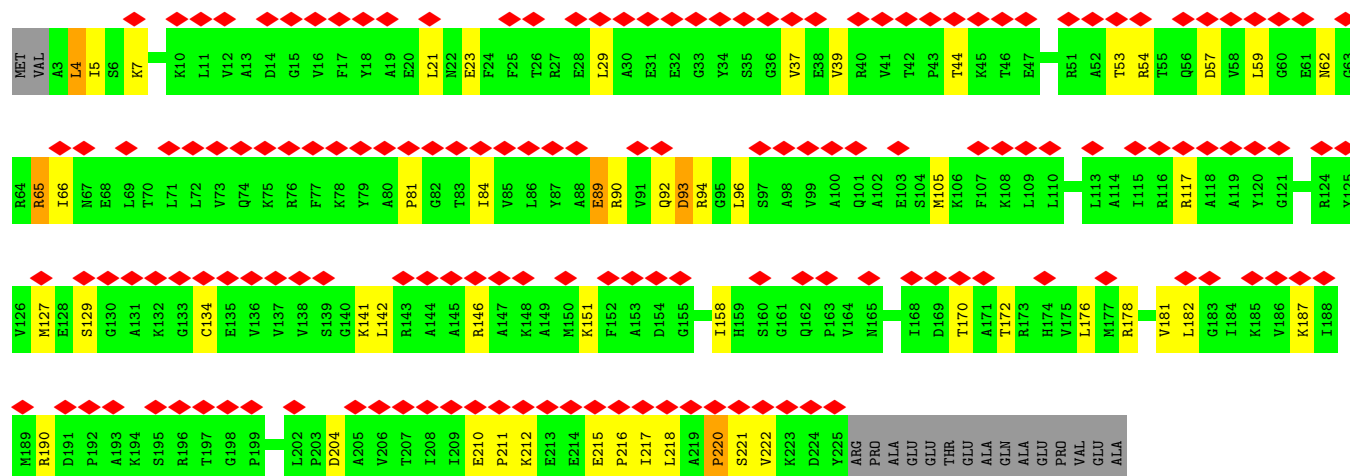 MET VAL A3 L4 I5 S6 K7 K10 L11 V12 A13 D14 G15 V16 F17 Y18 A19 E20 L21 N22 E23 F24 F25 T26 R27 E28 L29 A30 E31 E32 G33 Y34 S35 G36 V37 E38 V39 R40 V41 T42 P43 T44 K45 T46 E47 R51 A52 T53 R54 T55 Q56 D57 V58 L59 G60 E61 N62 G63
R64 R65 I66 N67 E68 L69 T70 L71 L72 V73 Q74 K75 R76 F77 K78 Y79 A80 P81 G82 T83 I84 V85 L86 Y87 A88 E89 R90 V91 Q92 D93 R94 G95 L96 S97 A98 V99 A100 Q101 A102 E103 S104 M105 K106 F107 K108 L109 L110 L113 A114 I115 R116 R117 A118 A119 Y120 G121 R124 Y125
V126 M127 E128 S129 G130 A131 K132 G133 C134 E135 V136 V137 V138 S139 G140 K141 L142 R143 A144 A145 R146 A147 K148 A149 M150 K151 F152 A153 D154 G155 I158 H159 S160 G161 Q162 P163 V164 N165 I168 D169 T170 A171 T172 R173 H174 V175 L176 M177 R178 V181 L182 G183 I184 K185 V186 K187 I188
M189 R190 D191 P192 A193 K194 S195 R196 T197 G198 P199 L202 P203 D204 A205 V206 T207 I208 I209 E210 P211 K212 E213 E214 E215 P216 I217 L218 A219 P220 S221 V222 K223 D224 Y225 ARG PRO ALA GLU GLU THR GLU ALA GLN ALA GLU PRO VAL GLU ALA